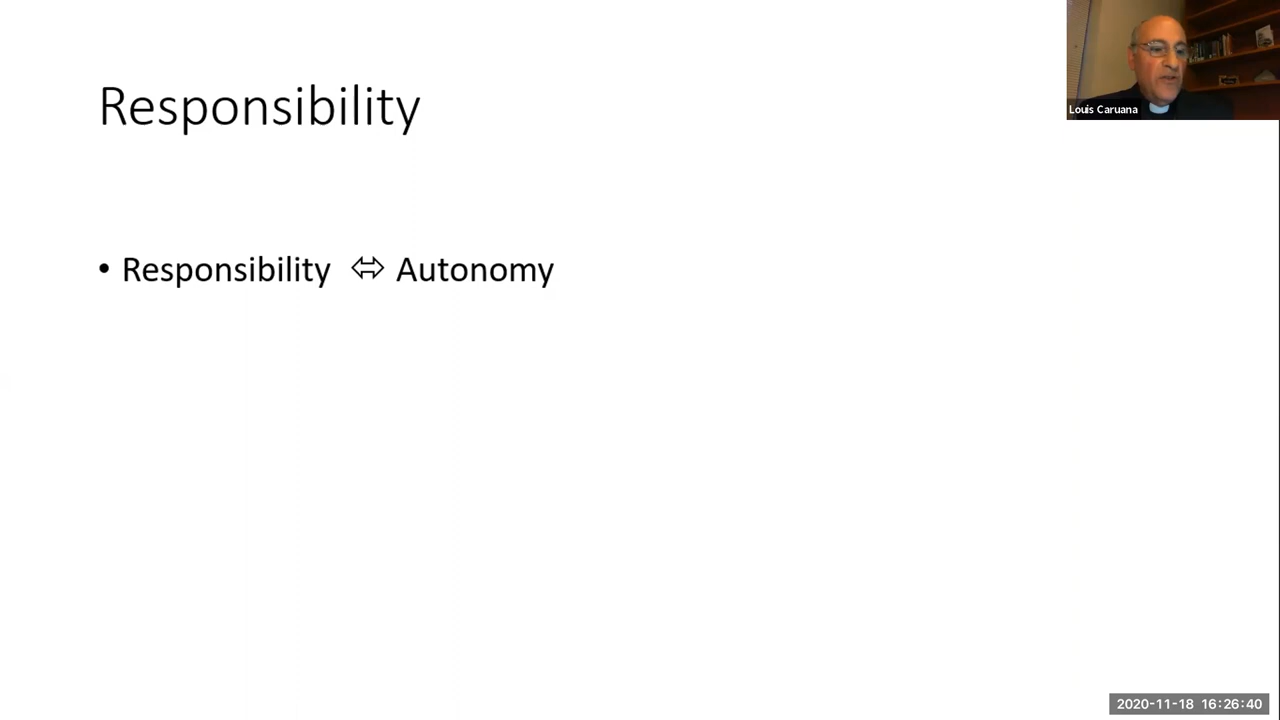 Louis Caruana
Responsibility
• Responsibility ⬄ Autonomy
2020-11-18 16:26:40